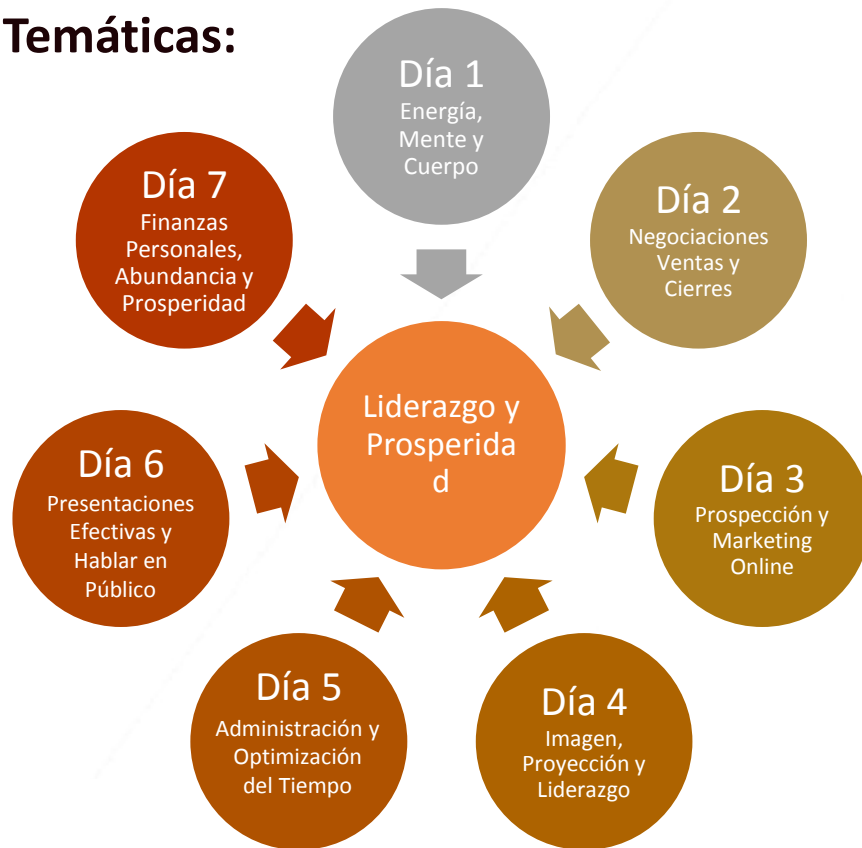 Temáticas:
Día 1
Energía,
Mente y
Cuerpo
Día 2
Negociaciones
Ventas y
Cierres
Día 3
Prospección y
Marketing
Online
Día 4
Imagen,
Proyección y
Liderazgo
Día 5
Administración y
Optimización
del Tiempo
Día 6
Presentaciones
Efectivas y
Hablar en
Público
Día 7
Finanzas
Personales,
Abundancia y
Prosperidad
Liderazgo y
Prosperida
d